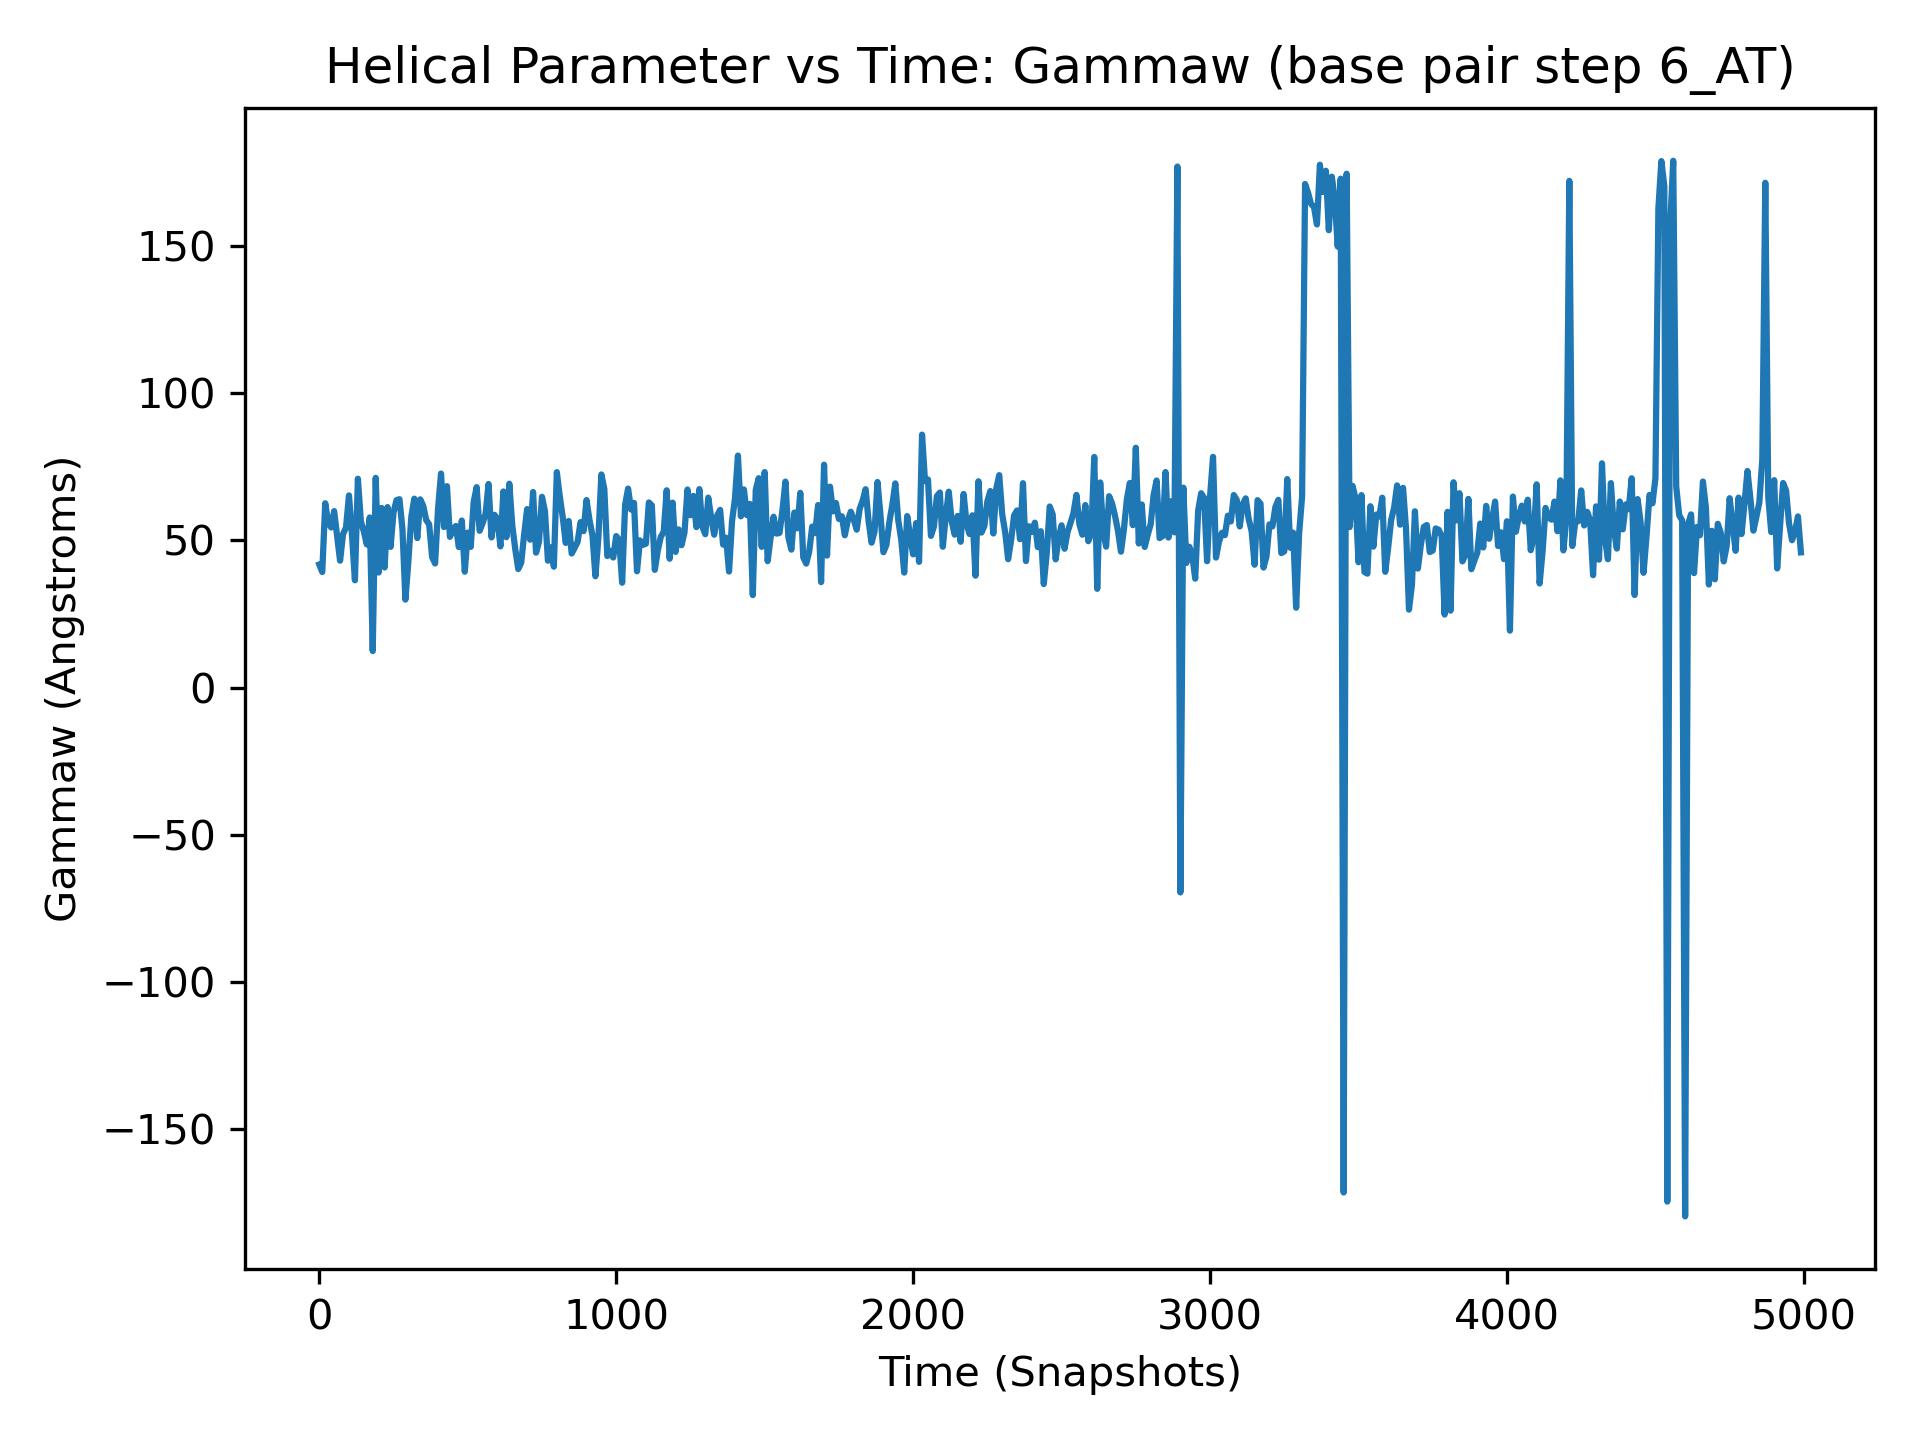 Helical Parameter vs Time: Gammaw (base pair step 6_AT)
Gammaw (Angstroms)
150
100
50
0
−50
−100
−150
0 1000 2000 3000 4000 5000
Time (Snapshots)